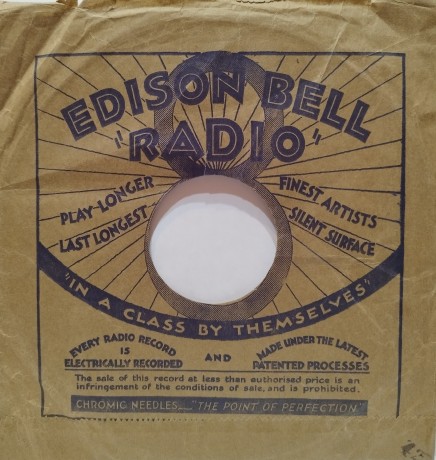 EDISON BELL
"RADIO"
PLAY LONGER
FINEST ARTISTS
LAST LONGEST
SILENT SURFACE
"IN A CLASS BY THEMSELVES"
EVERY RADIO RECORD
IS
ELECTRICALLY RECORDED
AND
MADE UNDER THE LATEST
PATENTED PROCESSES
The sale of this record at less than authorised price is an
infringement of the conditions of sale, and is prohibited.
CHROMIC NEEDLES__"THE POINT OF PERFECTION"